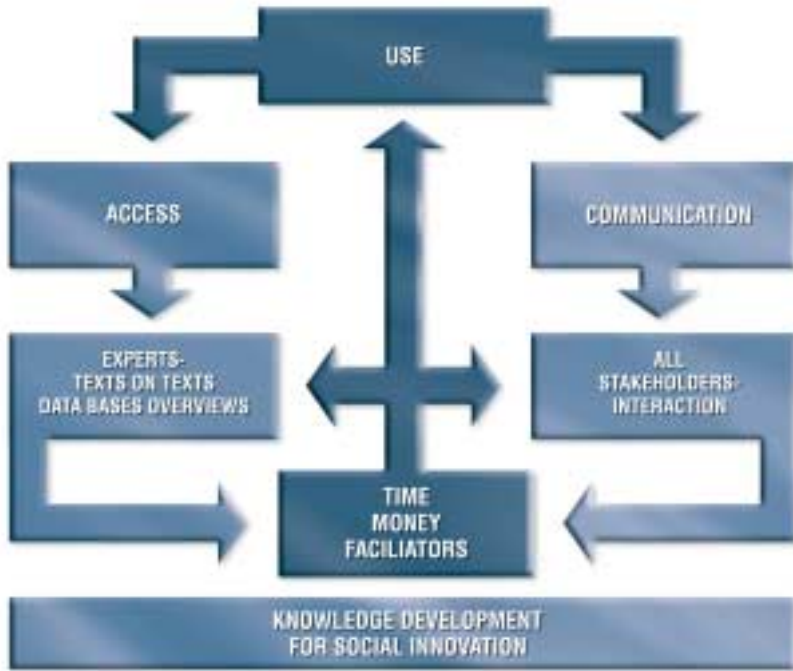 USE
ACCESS
COMMUNICATION
EXPERTS-
TEXTS ON TEXTS
DATA BASES OVERVIEWS
ALL
STAKEHOLDERS-
INTERACTION
TIME
MONEY
FACILIATORS
KNOWLEDGE DEVELOPMENT
FOR SOCIAL INNOVATION